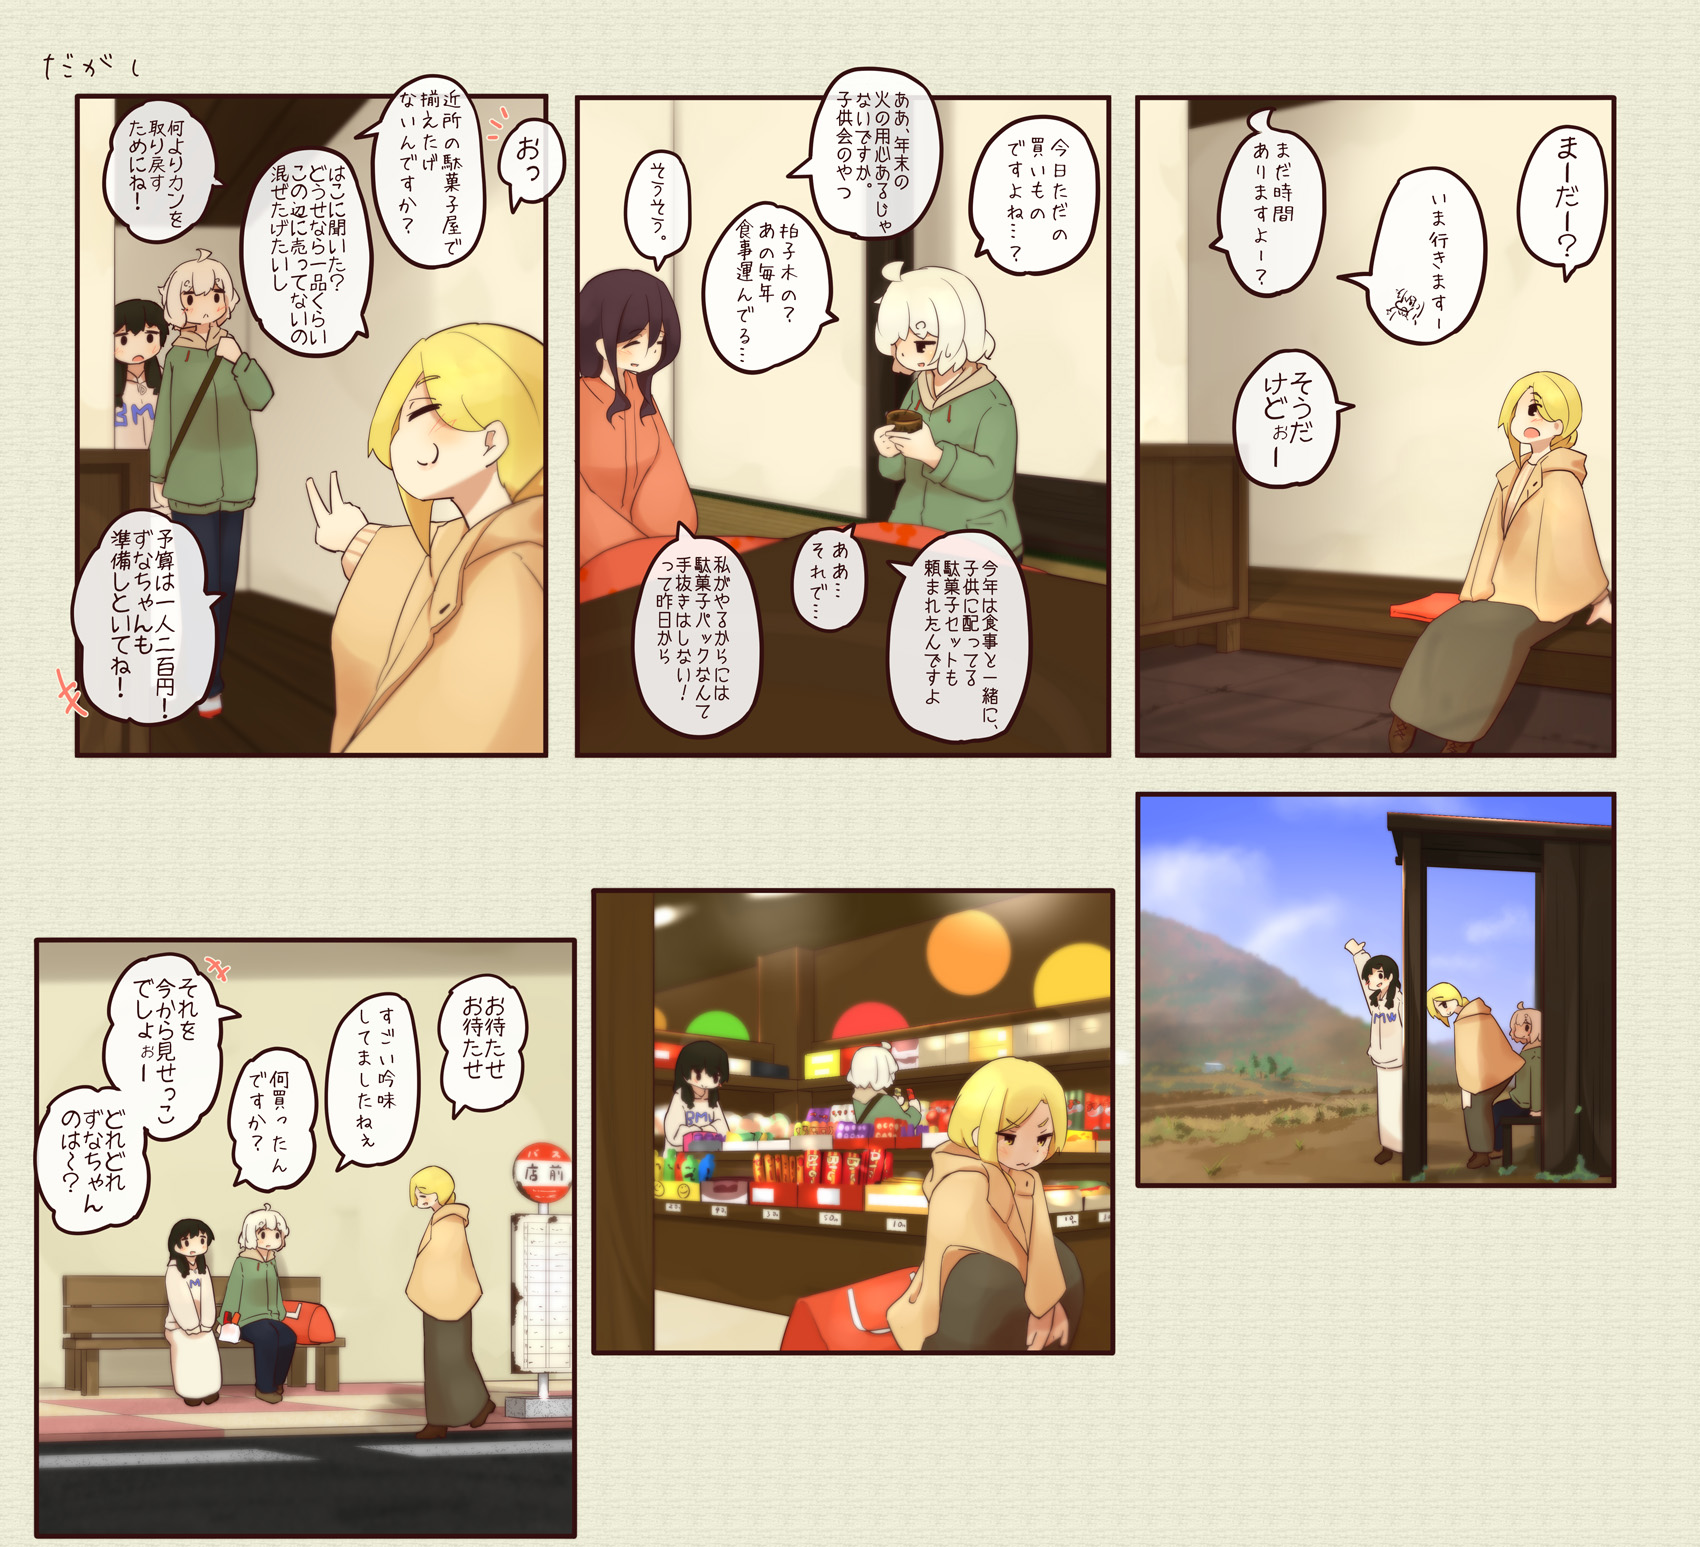 だがし
まーだー？
いま行きますー
まだ時間
ありますよー？
そうだ
けどぉー
今日ただの
買いもの
ですよね…？
ああ、年末の
火の用心あるじゃ
ないですか。
子供会のやつ
拍子木の？
あの毎年
食事運んでる…
そうそう。
今年は食事と一緒に、
子供に配ってる
駄菓子セットも
頼まれたんですよ
ああ…
それで…
私がやるからには
駄菓子パックなんて
手抜きはしない！
って昨日から
おっ
近所の駄菓子屋で
揃えたげ
ないんですか？
はこに聞いた？
どうせなら一品くらい
この辺に売ってないの
混ぜたげたいし
何よりカンを
取り戻す
ためにね！
予算は一人二百円！
ずなちゃんも
準備しといてね！
BMW
MW
BMW
バス
店前
お待たせ
お待たせ
すごい吟味
してましたねぇ
何買ったん
ですか？
それを
今から見せっこ
でしょぉー
どれどれ
ずなちゃん
のは〜？